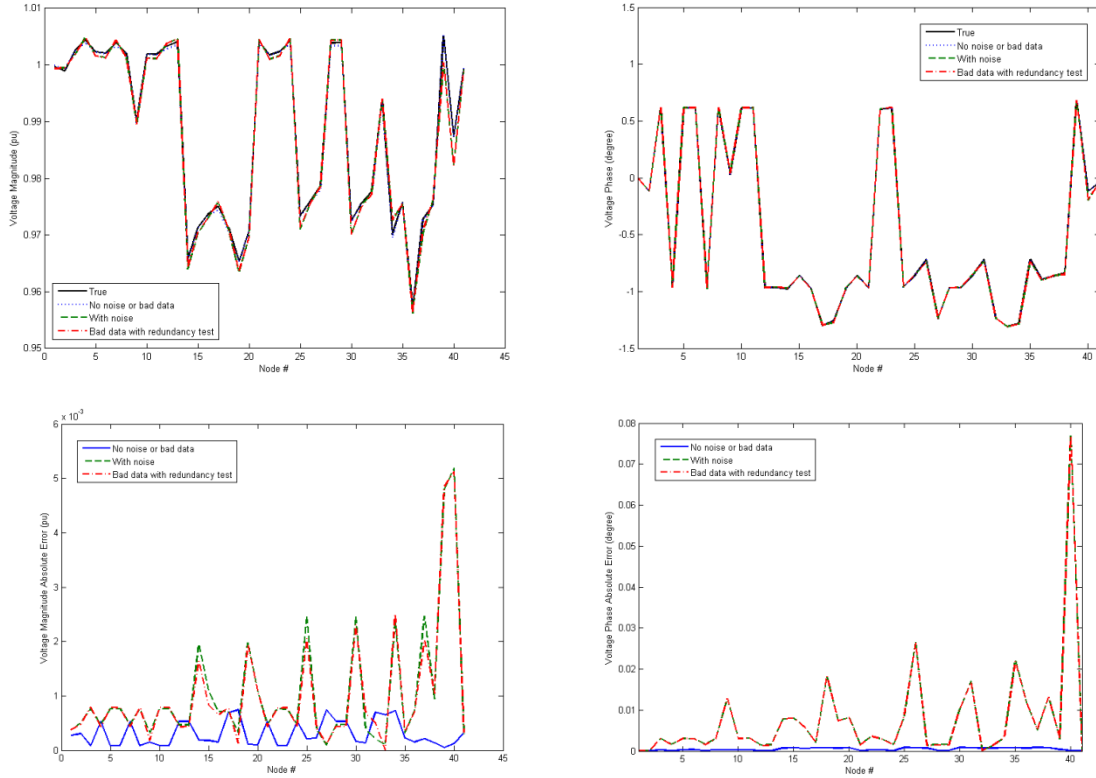 1.01
1
0.99
0.98
0.97
0.96
0.95
Voltage Magnitude (pu)
True
No noise or bad data
With noise
Bad data with redundancy test
0 5 10 15 20 25 30 35 40 45
Node #
1.5
1
0.5
0
-0.5
-1
-1.5
Voltage Phase (degree)
True
No noise or bad data
With noise
Bad data with redundancy test
5 10 15 20 25 30 35 40
Node #
x 10^-3
6
5
4
3
2
1
0
Voltage Magnitude Absolute Error (pu)
No noise or bad data
With noise
Bad data with redundancy test
0 5 10 15 20 25 30 35 40 45
Node #
0.08
0.07
0.06
0.05
0.04
0.03
0.02
0.01
0
Voltage Phase Absolute Error (degree)
No noise or bad data
With noise
Bad data with redundancy test
5 10 15 20 25 30 35 40
Node #